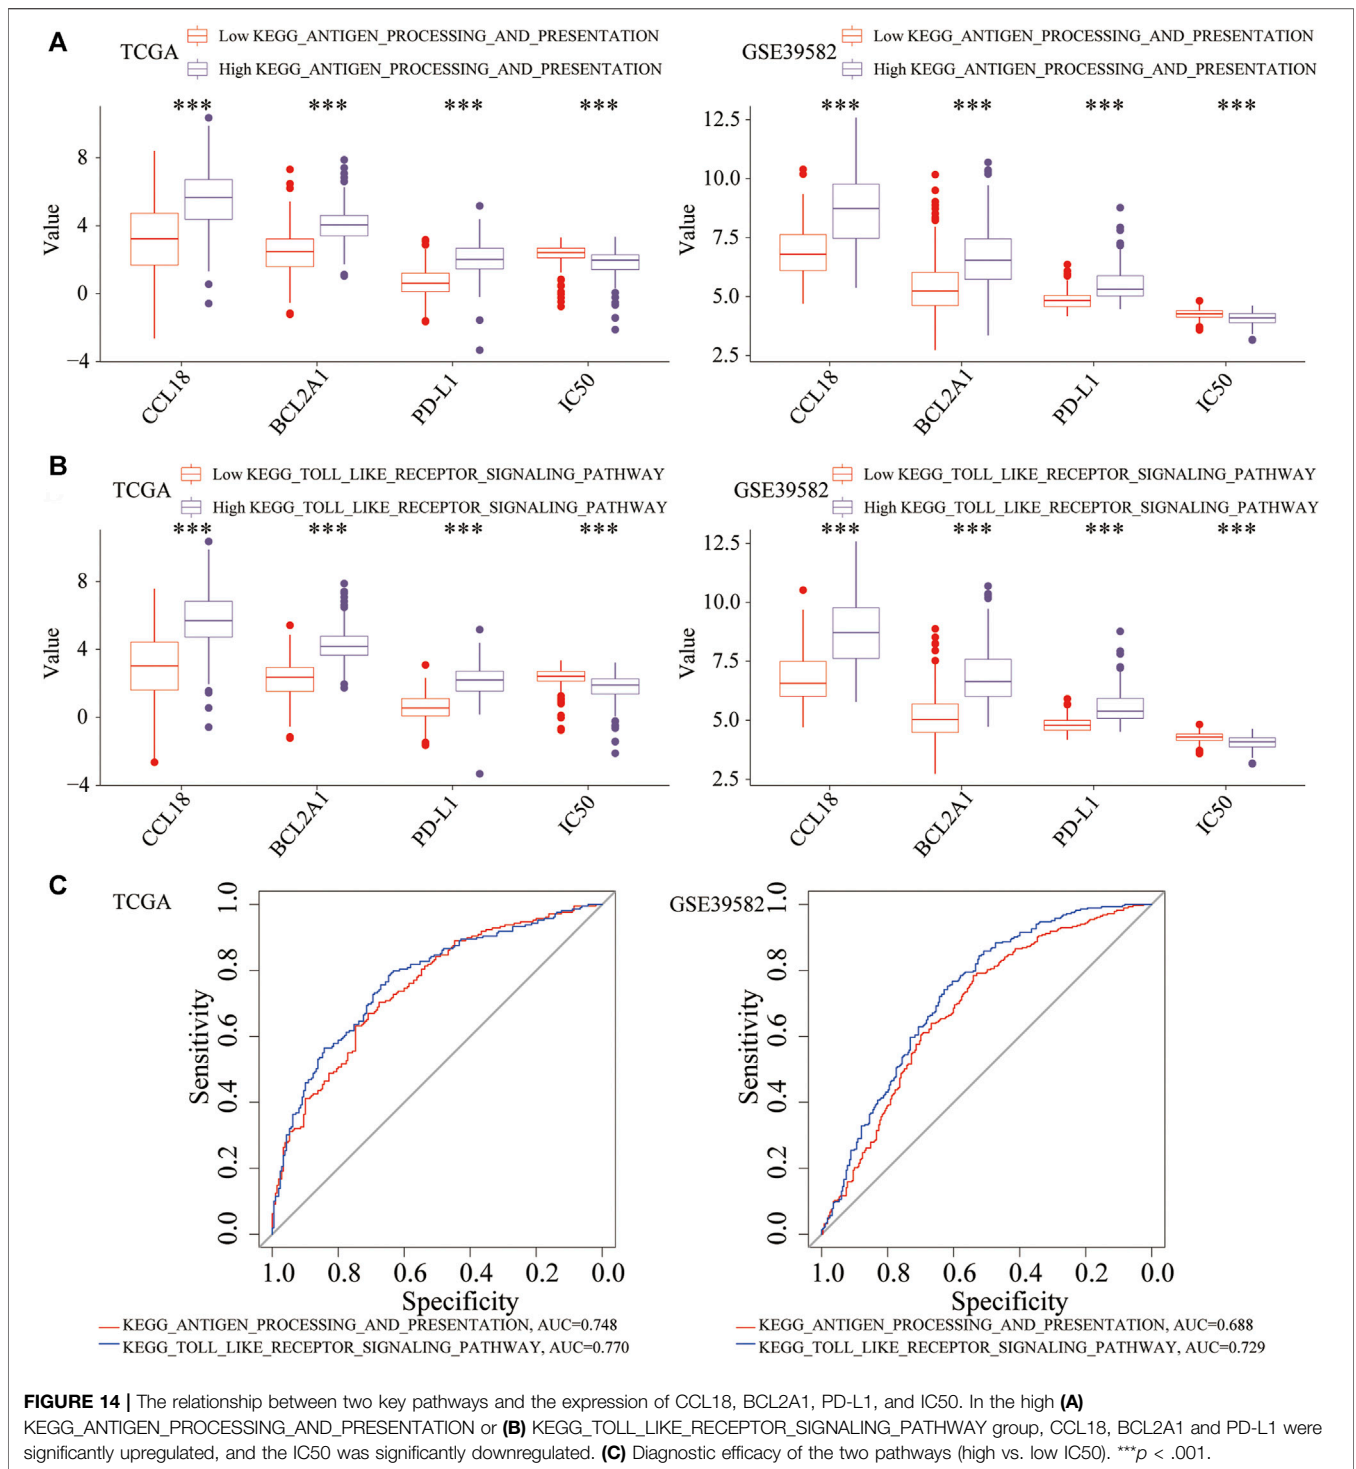 A
TCGA
Low KEGG_ANTIGEN_PROCESSING_AND_PRESENTATION
High KEGG_ANTIGEN_PROCESSING_AND_PRESENTATION
*** *** *** ***
Value
8
4
0
−4
CCL18
BCL2A1
PD-L1
IC50
GSE39582
Low KEGG_ANTIGEN_PROCESSING_AND_PRESENTATION
High KEGG_ANTIGEN_PROCESSING_AND_PRESENTATION
*** *** *** ***
Value
12.5
10.0
7.5
5.0
2.5
CCL18
BCL2A1
PD-L1
IC50
B
TCGA
Low KEGG_TOLL_LIKE_RECEPTOR_SIGNALING_PATHWAY
High KEGG_TOLL_LIKE_RECEPTOR_SIGNALING_PATHWAY
*** *** *** ***
Value
8
4
0
−4
CCL18
BCL2A1
PD-L1
IC50
GSE39582
Low KEGG_TOLL_LIKE_RECEPTOR_SIGNALING_PATHWAY
High KEGG_TOLL_LIKE_RECEPTOR_SIGNALING_PATHWAY
*** *** *** ***
Value
12.5
10.0
7.5
5.0
2.5
CCL18
BCL2A1
PD-L1
IC50
C
TCGA
Sensitivity
1.0
0.8
0.6
0.4
0.2
0.0
1.0 0.8 0.6 0.4 0.2 0.0
Specificity
KEGG_ANTIGEN_PROCESSING_AND_PRESENTATION, AUC=0.748
KEGG_TOLL_LIKE_RECEPTOR_SIGNALING_PATHWAY, AUC=0.770
GSE39582
Sensitivity
1.0
0.8
0.6
0.4
0.2
0.0
1.0 0.8 0.6 0.4 0.2 0.0
Specificity
KEGG_ANTIGEN_PROCESSING_AND_PRESENTATION, AUC=0.688
KEGG_TOLL_LIKE_RECEPTOR_SIGNALING_PATHWAY, AUC=0.729
FIGURE 14 | The relationship between two key pathways and the expression of CCL18, BCL2A1, PD-L1, and IC50. In the high (A)
KEGG_ANTIGEN_PROCESSING_AND_PRESENTATION or (B) KEGG_TOLL_LIKE_RECEPTOR_SIGNALING_PATHWAY group, CCL18, BCL2A1 and PD-L1 were
significantly upregulated, and the IC50 was significantly downregulated. (C) Diagnostic efficacy of the two pathways (high vs. low IC50). ***p < .001.